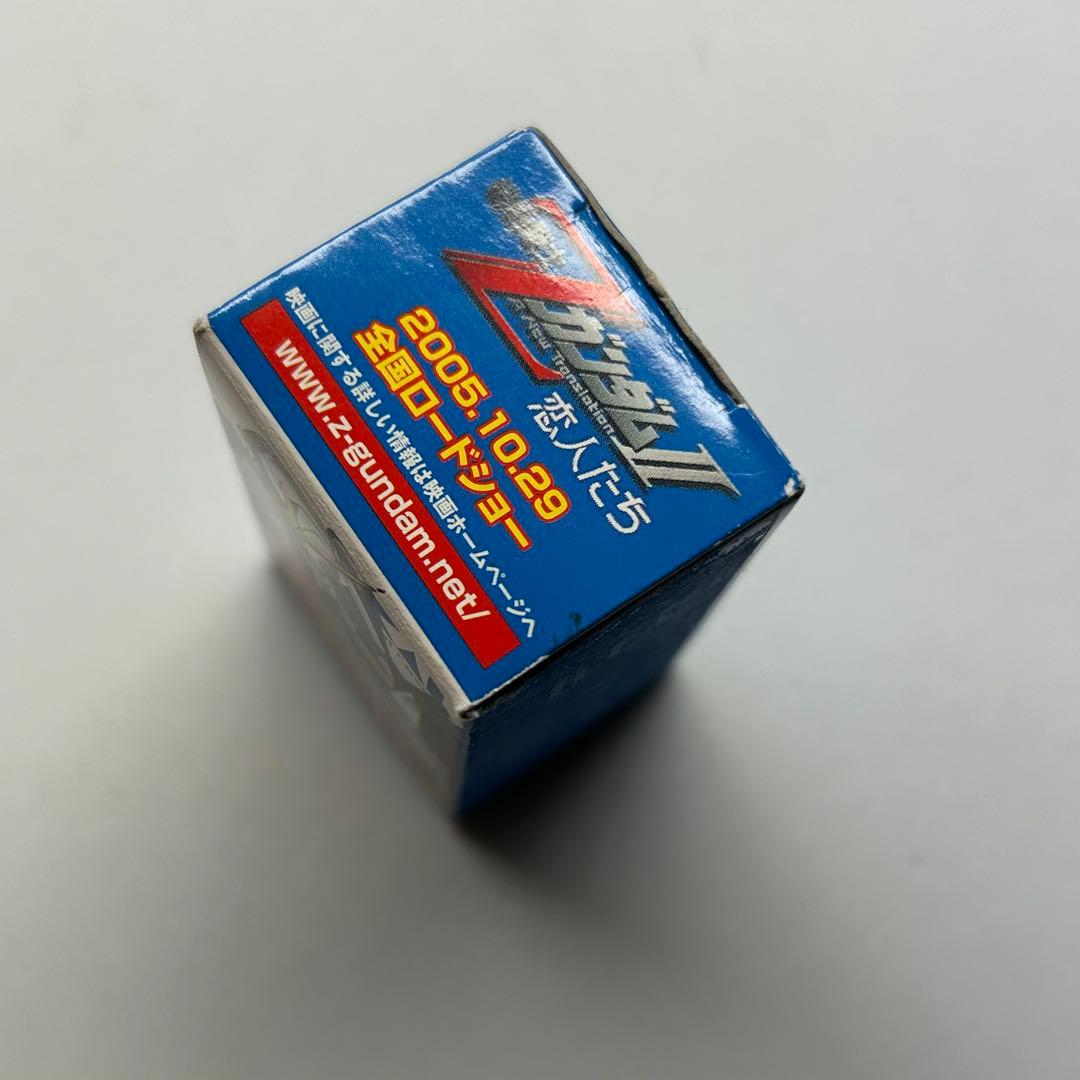 Zガンダム II
A New Translation
恋人たち
2005.10.29
全国ロードショー
映画に関する詳しい情報は映画ホームページへ
www.z-gundam.net/